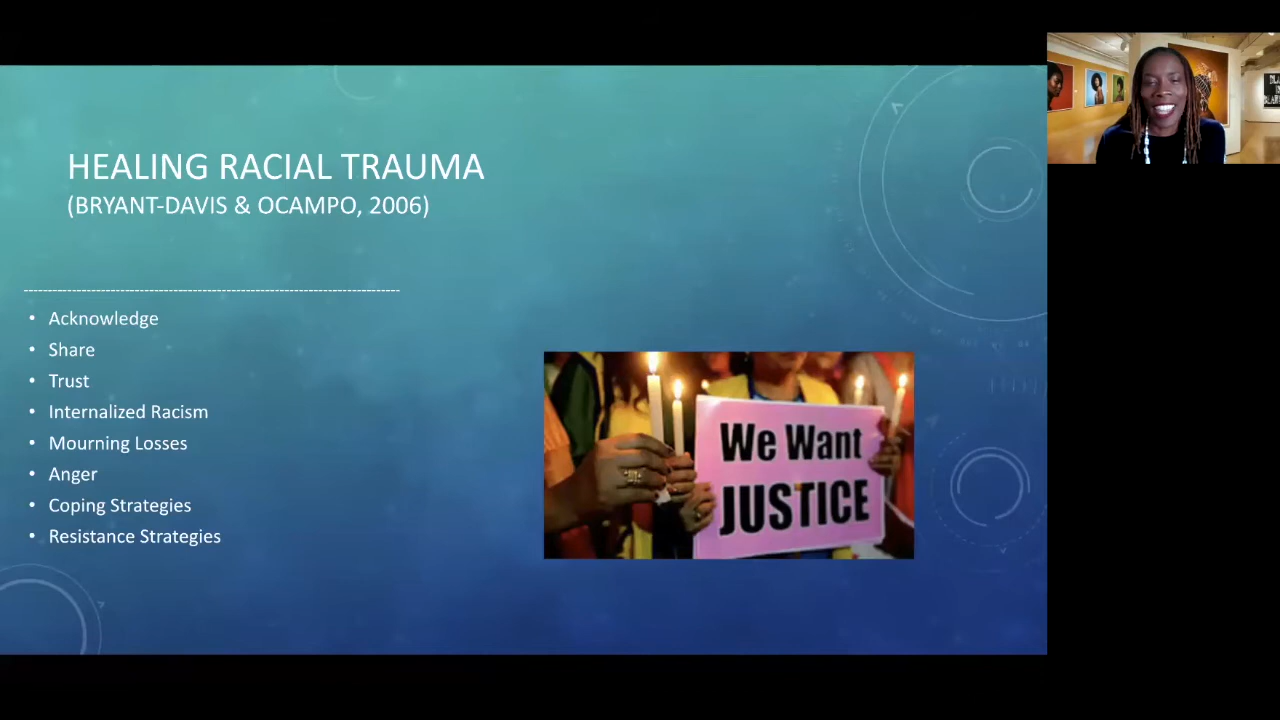 HEALING RACIAL TRAUMA
(BRYANT-DAVIS & OCAMPO, 2006)
--------------------------------------------------------------------------------
• Acknowledge
• Share
• Trust
• Internalized Racism
• Mourning Losses
• Anger
• Coping Strategies
• Resistance Strategies
We Want
JUSTICE